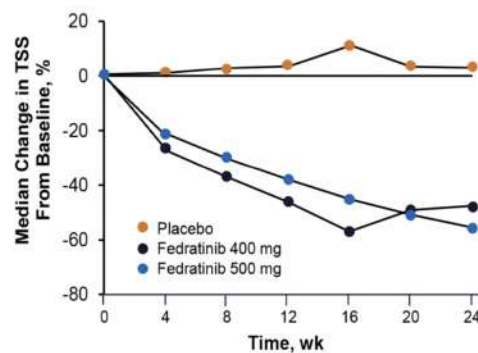 Median Change in TSS
From Baseline, %
20
0
-20
-40
-60
-80
Placebo
Fedratinib 400 mg
Fedratinib 500 mg
0 4 8 12 16 20 24
Time, wk